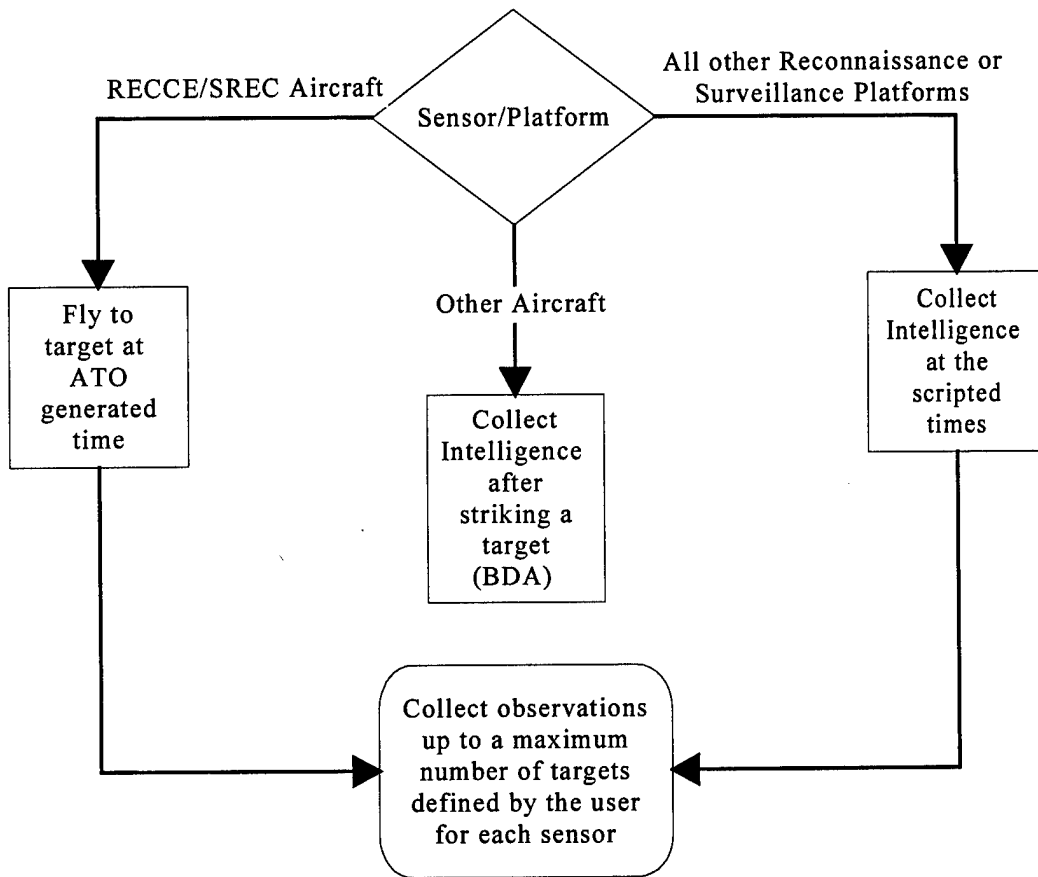 RECCE/SREC Aircraft
All other Reconnaissance or
Surveillance Platforms
Sensor/Platform
Other Aircraft
Fly to
target at
ATO
generated
time
Collect
Intelligence
after
striking a
target
(BDA)
Collect
Intelligence
at the
scripted
times
Collect observations
up to a maximum
number of targets
defined by the user
for each sensor